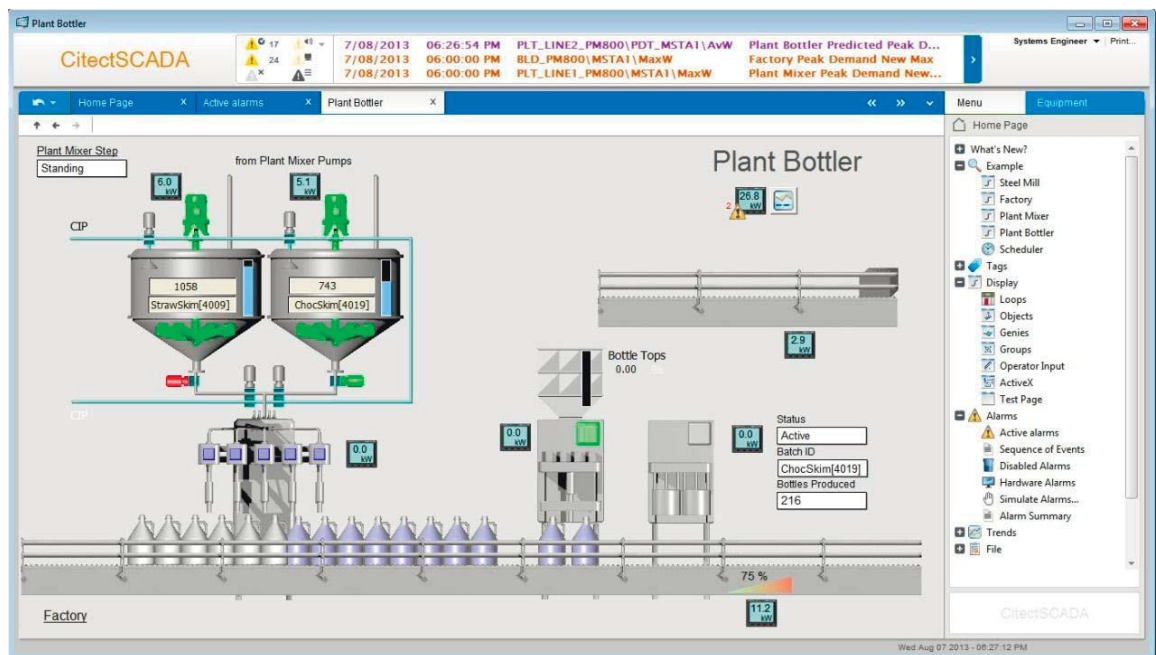 Plant Bottler
CitectSCADA
17
24
7/08/2013 06:26:54 PM PLT_LINE2_PM800\PDT_MSTA1\AvW Plant Bottler Predicted Peak D...
7/08/2013 06:00:00 PM BLD_PM800\MSTA1\MaxW Factory Peak Demand New Max
7/08/2013 06:00:00 PM PLT_LINE1_PM800\MSTA1\MaxW Plant Mixer Peak Demand New...
Systems Engineer Print...
Home Page X Active alarms X Plant Bottler X
Menu Equipment
Home Page
Plant Mixer Step
Standing
from Plant Mixer Pumps
6.0 kW
5.1 kW
Plant Bottler
2 26.8 kW
CIP
1058
StrawSkim[4009]
743
ChocSkim[4019]
2.9 kW
Bottle Tops
0.00
CIP
0.0 kW
0.0 kW
0.0 kW
Status
Active
Batch ID
ChocSkim[4019]
Bottles Produced
216
75 %
11.2 kW
Factory
What's New?
Example
Steel Mill
Factory
Plant Mixer
Plant Bottler
Scheduler
Tags
Display
Loops
Objects
Genies
Groups
Operator Input
ActiveX
Test Page
Alarms
Active alarms
Sequence of Events
Disabled Alarms
Hardware Alarms
Simulate Alarms...
Alarm Summary
Trends
File
CitectSCADA
Wed Aug 07 2013 - 06:27:12 PM